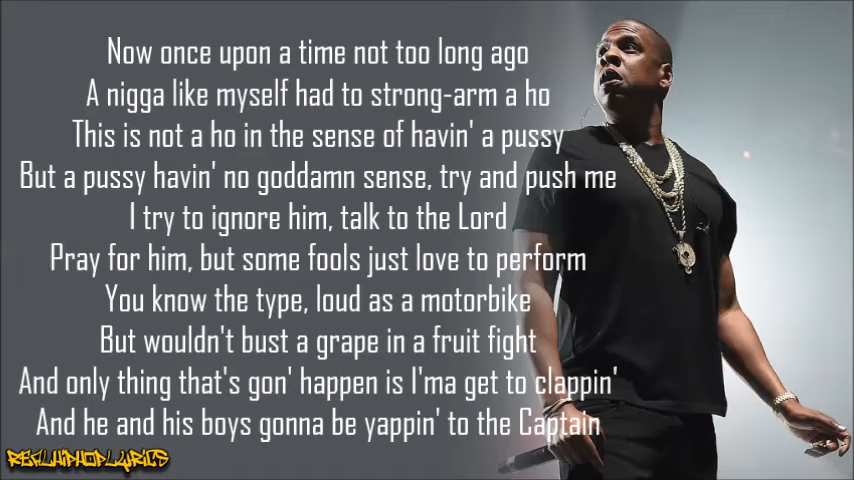 Now once upon a time not too long ago
A nigga like myself had to strong-arm a ho
This is not a ho in the sense of havin' a pussy
But a pussy havin' no goddamn sense, try and push me
I try to ignore him, talk to the Lord
Pray for him, but some fools just love to perform
You know the type, loud as a motorbike
But wouldn't bust a grape in a fruit fight
And only thing that's gon' happen is I'ma get to clappin'
And he and his boys gonna be yappin' to the Captain
REALHIPHOPLYRICS